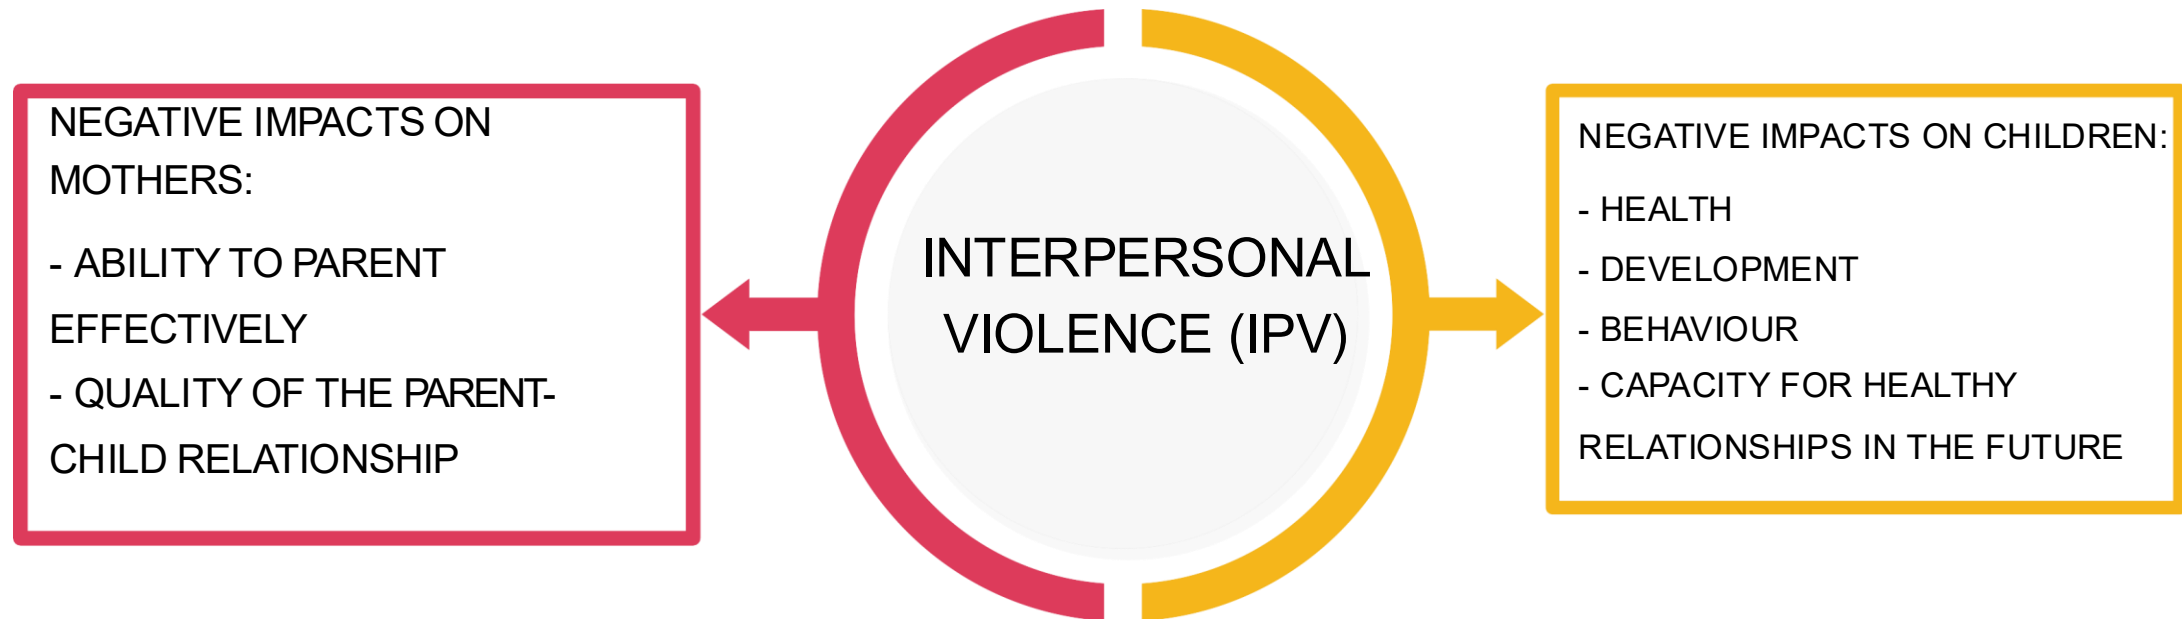 NEGATIVE IMPACTS ON
MOTHERS:
- ABILITY TO PARENT
EFFECTIVELY
- QUALITY OF THE PARENT-
CHILD RELATIONSHIP
INTERPERSONAL
VIOLENCE (IPV)
NEGATIVE IMPACTS ON CHILDREN:
- HEALTH
- DEVELOPMENT
- BEHAVIOUR
- CAPACITY FOR HEALTHY
RELATIONSHIPS IN THE FUTURE